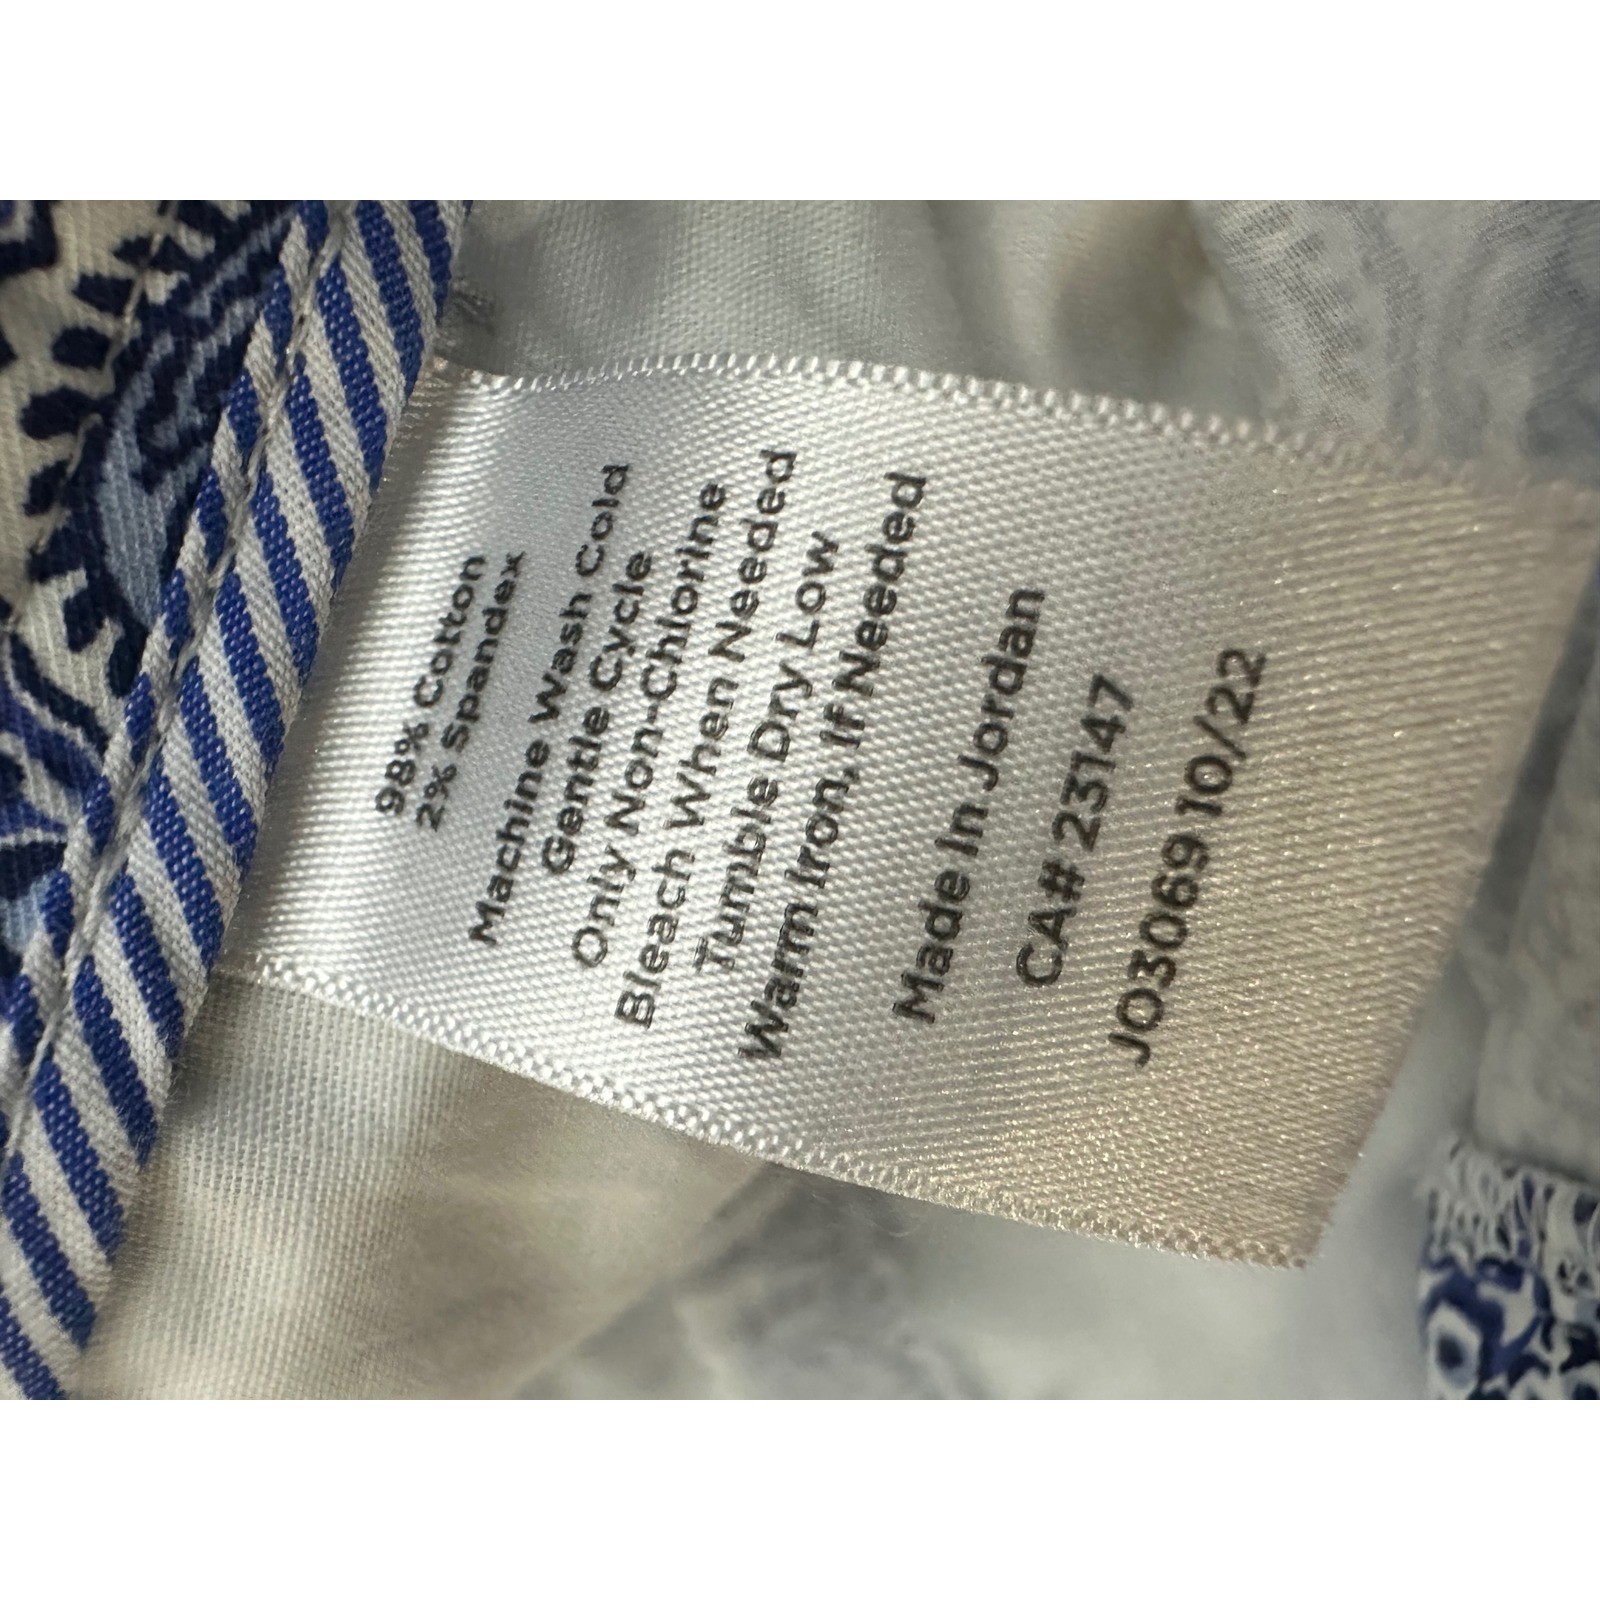 98% Cotton
2% Spandex
Machine Wash Cold
Gentle Cycle
Only Non-Chlorine
Bleach When Needed
Tumble Dry Low
Warm Iron, If Needed
Made In Jordan
CA# 23147
JO3069 10/22